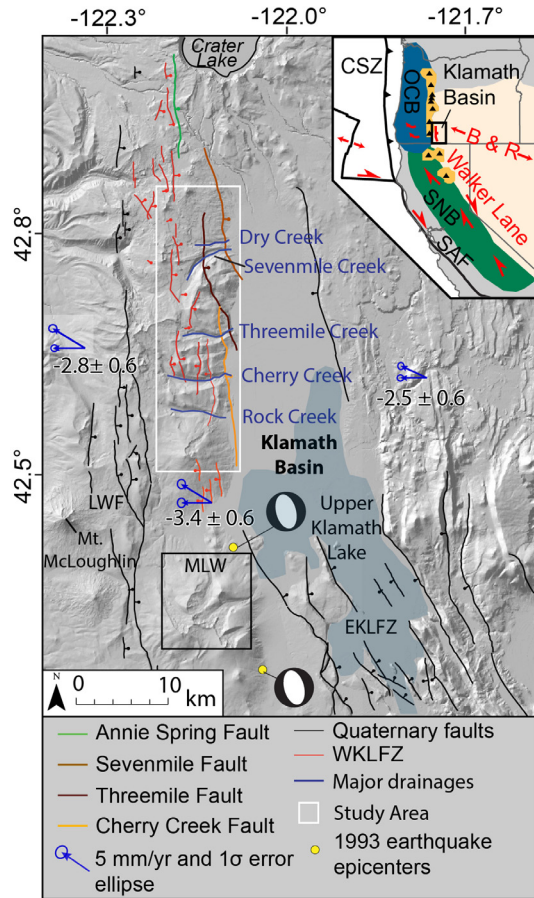 -122.3
-122.0
-121.7
Crater
Lake
CSZ
OCB
Klamath
Basin
B & R
Walker Lane
SNB
SAF
42.8°
Dry Creek
Sevenmile Creek
Threemile Creek
-2.8± 0.6
-2.5 ± 0.6
Cherry Creek
Rock Creek
Klamath
Basin
42.5°
LWF
-3.4± 0.6
Upper
Klamath
Lake
Mt.
McLoughlin
MLW
EKLFZ
N
0 10
km
Annie Spring Fault
Sevenmile Fault
Threemile Fault
Cherry Creek Fault
5 mm/yr and 1σ error
ellipse
Quaternary faults
WKLFZ
Major drainages
Study Area
1993 earthquake
epicenters